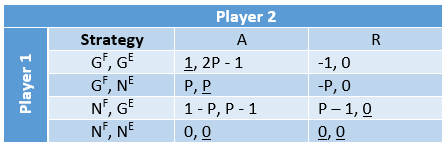 Player 2
Player 1
Strategy A R
G^F, G^E 1, 2P - 1 -1, 0
G^F, N^E P, P -P, 0
N^F, G^E 1 - P, P - 1 P – 1, 0
N^F, N^E 0, 0 0, 0